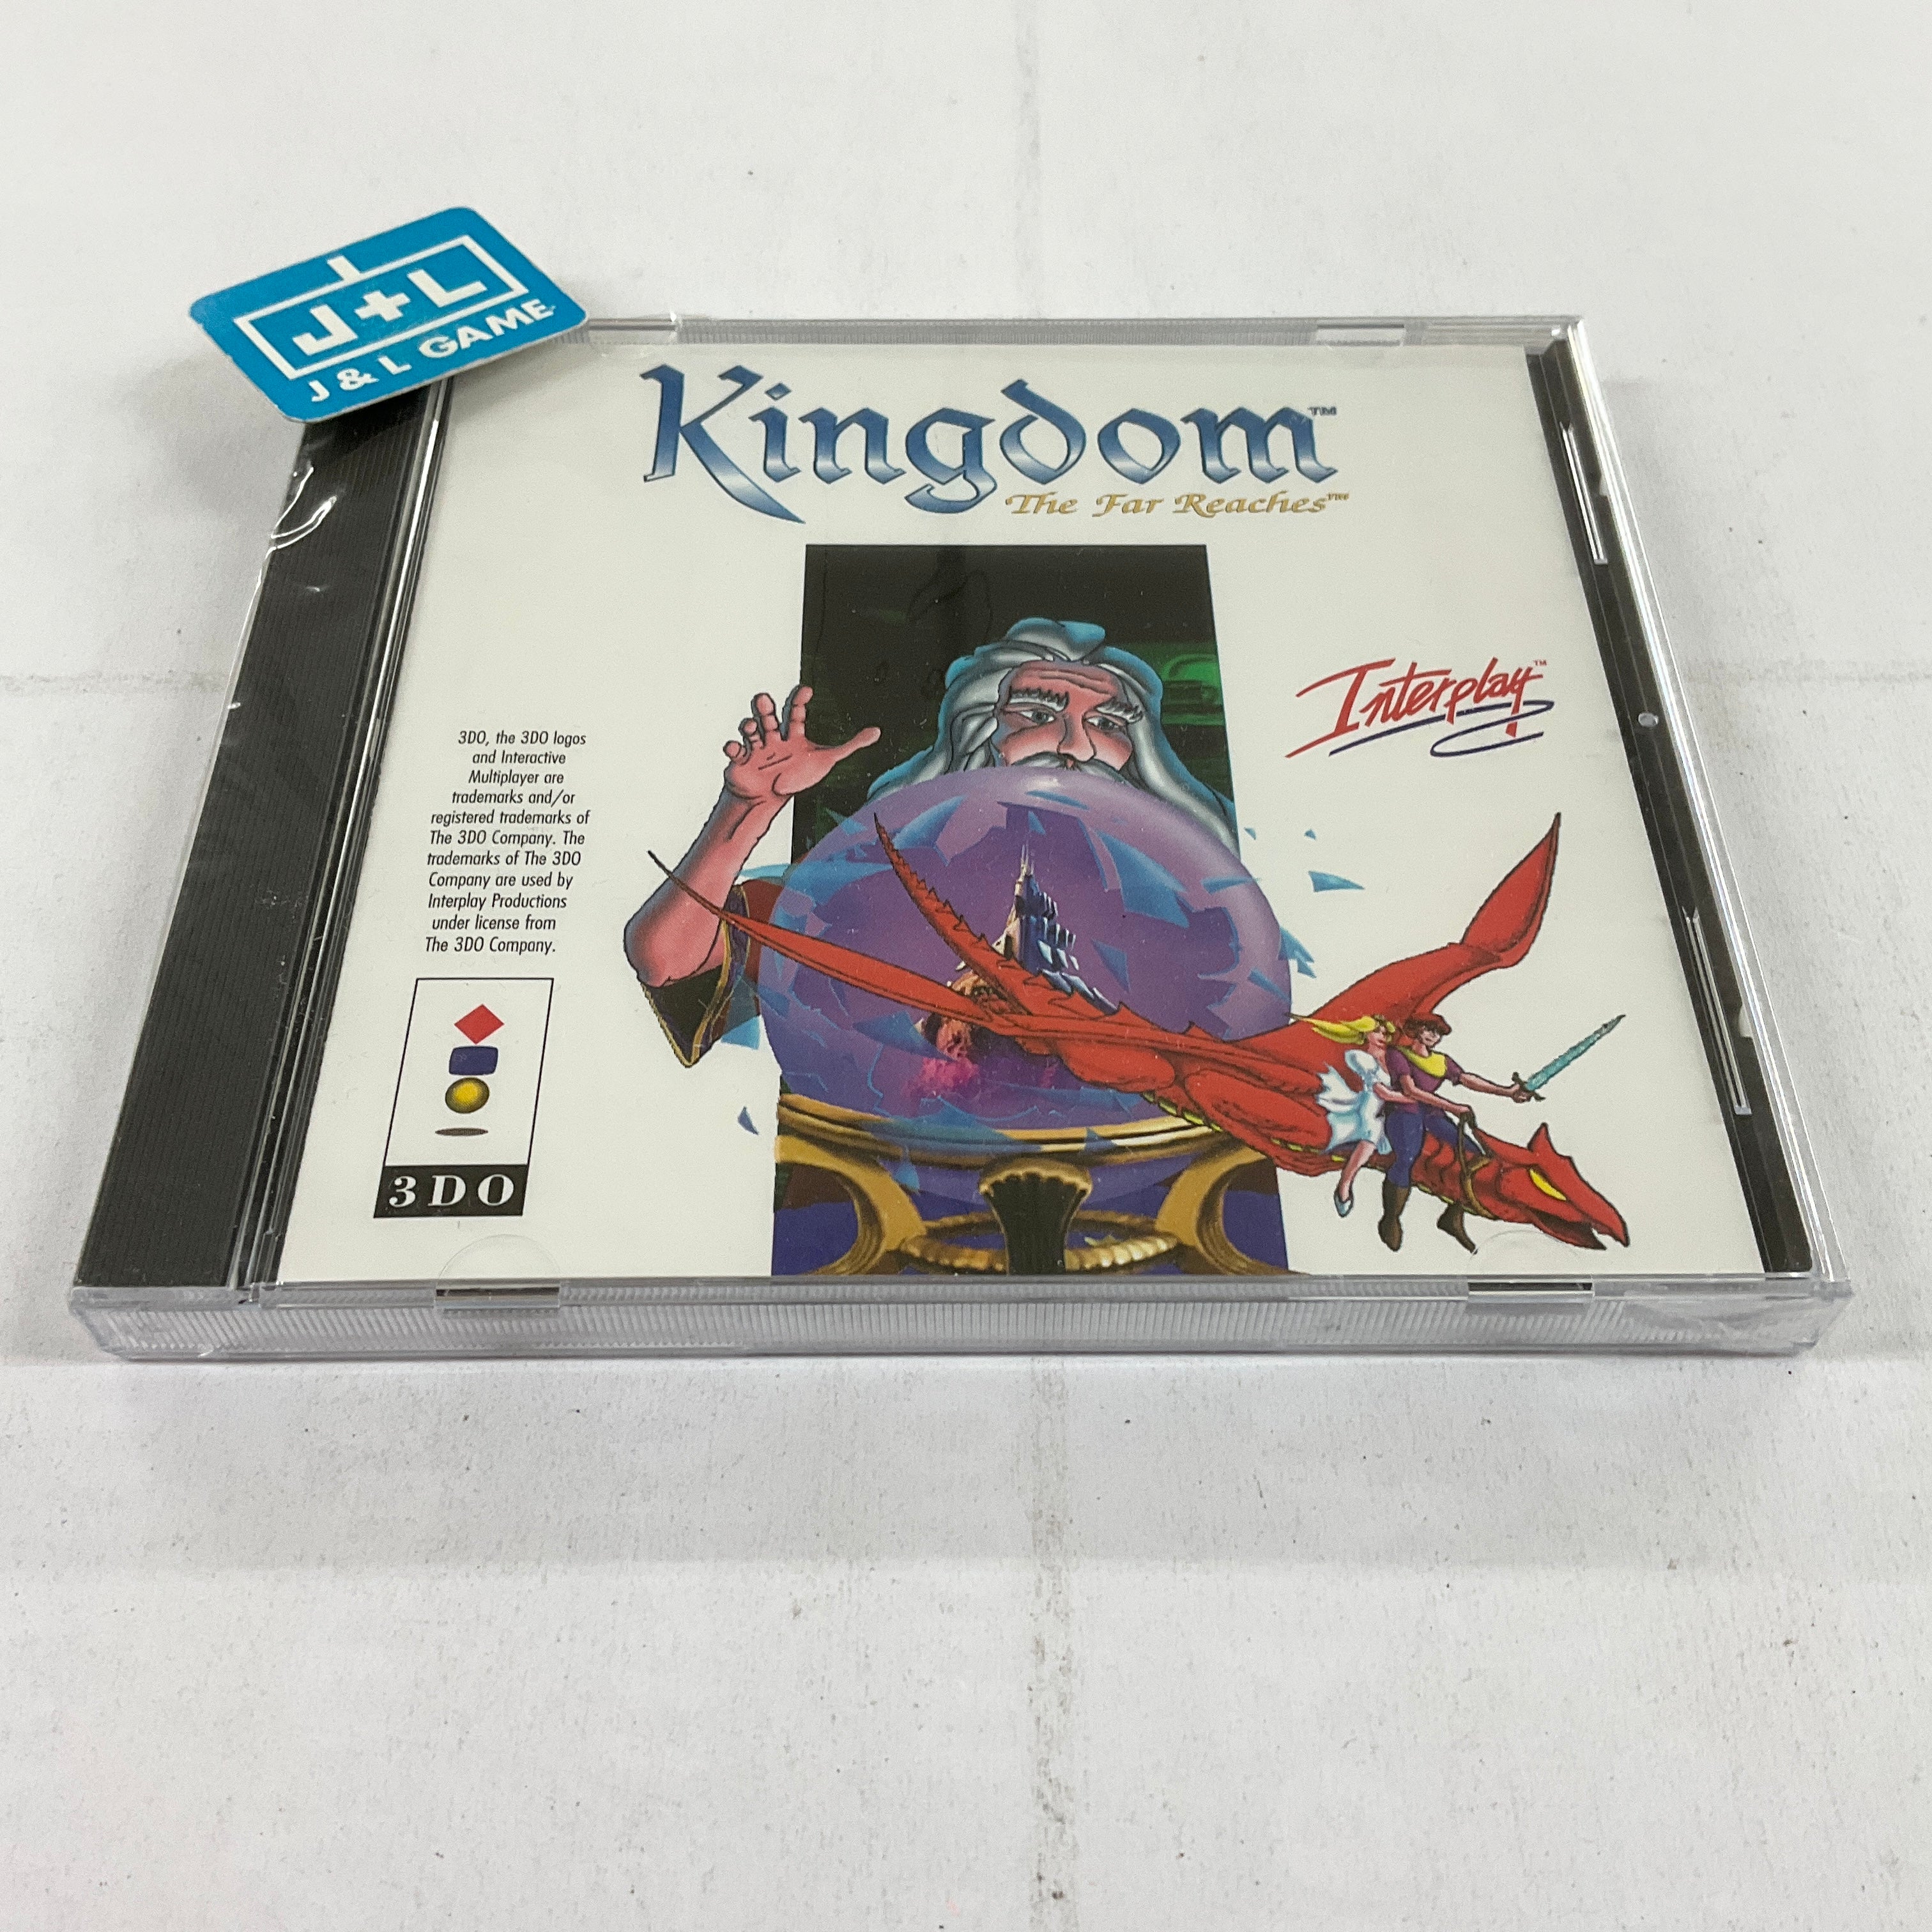 J+L
J & L GAME
Kingdom™
The Far Reaches™
Interplay™
3DO, the 3DO logos
and Interactive
Multiplayer are
trademarks and/or
registered trademarks of
The 3DO Company. The
trademarks of The 3DO
Company are used by
Interplay Productions
under license from
The 3DO Company.
3DO